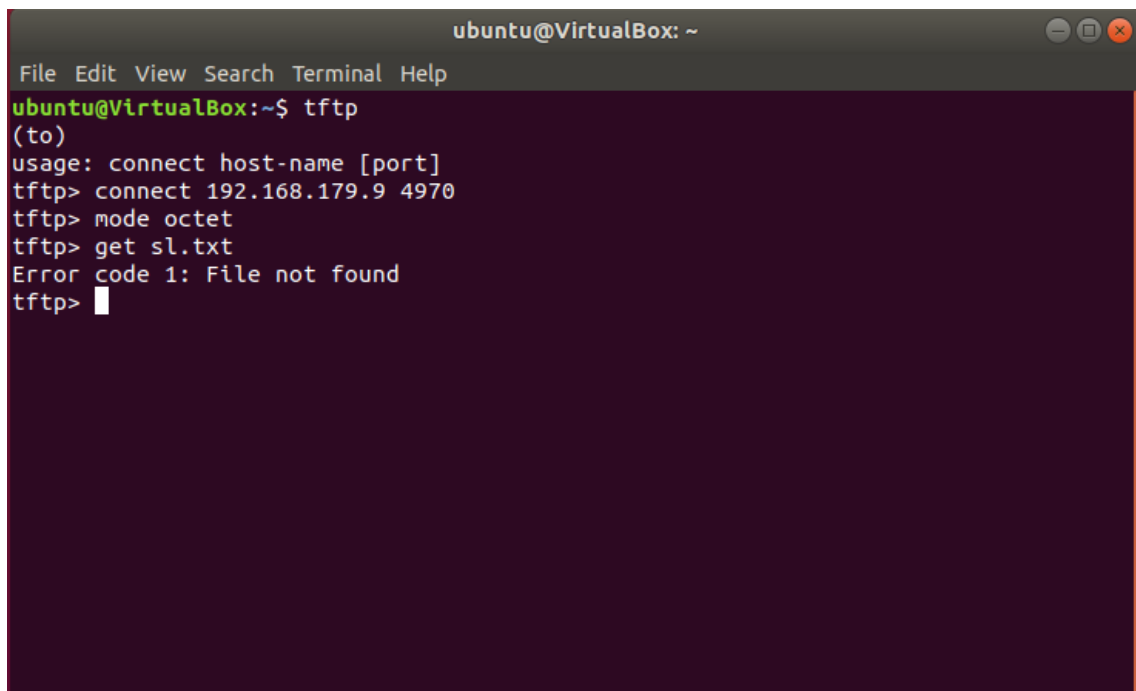 ubuntu@VirtualBox: ~
File Edit View Search Terminal Help
ubuntu@VirtualBox:~$ tftp
(to)
usage: connect host-name [port]
tftp> connect 192.168.179.9 4970
tftp> mode octet
tftp> get sl.txt
Error code 1: File not found
tftp>